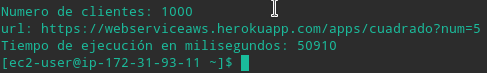 Numero de clientes: 1000
url: https://webserviceaws.herokuapp.com/apps/cuadrado?num=5
Tiempo de ejecución en milisegundos: 50910
[ec2-user@ip-172-31-93-11 ~]$